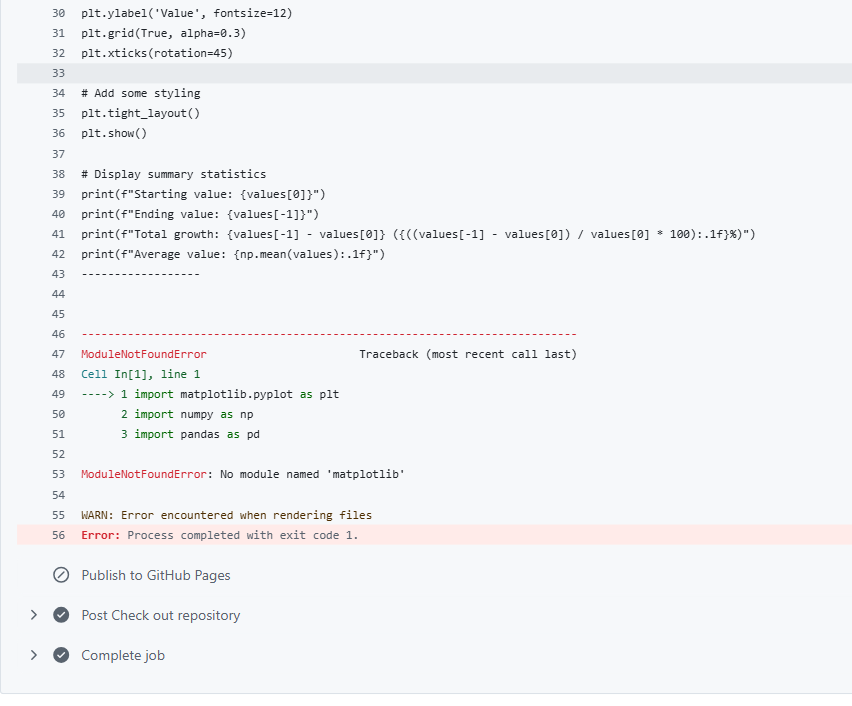 30 plt.ylabel('Value', fontsize=12)
31 plt.grid(True, alpha=0.3)
32 plt.xticks(rotation=45)
33
34 # Add some styling
35 plt.tight_layout()
36 plt.show()
37
38 # Display summary statistics
39 print(f"Starting value: {values[0]}")
40 print(f"Ending value: {values[-1]}")
41 print(f"Total growth: {values[-1] - values[0]} ({((values[-1] - values[0]) / values[0] * 100):.1f}%)")
42 print(f"Average value: {np.mean(values):.1f}")
43 ------------------
44
45
46 ---------------------------------------------------------------------------
47 ModuleNotFoundError                       Traceback (most recent call last)
48 Cell In[1], line 1
49 ----> 1 import matplotlib.pyplot as plt
50       2 import numpy as np
51       3 import pandas as pd
52
53 ModuleNotFoundError: No module named 'matplotlib'
54
55 WARN: Error encountered when rendering files
56 Error: Process completed with exit code 1.
Publish to GitHub Pages
Post Check out repository
Complete job